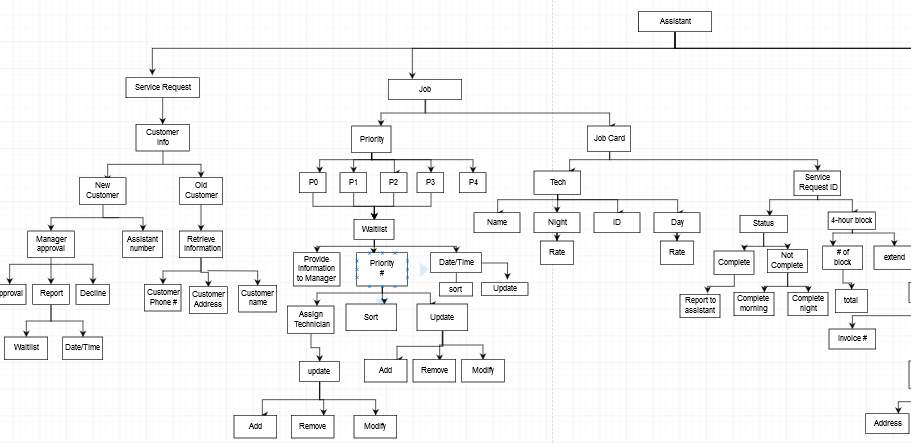 Assistant
Service Request
Job
Customer
Info
Priority
Job Card
New
Customer
Old
Customer
P0
P1
P2
P3
P4
Tech
Service
Request ID
Manager
approval
Assistant
number
Retrieve
Information
Waitlist
Name
Night
ID
Day
Status
4-hour block
Provide
Information
to Manager
Priority
#
Date/Time
Rate
Rate
Complete
Not
Complete
# of
block
extend
pproval
Report
Decline
Customer
Phone #
Customer
Address
Customer
name
sort
Update
Report to
assistant
Complete
morning
Complete
night
total
Assign
Technician
Sort
Update
Invoice #
Waitlist
Date/Time
update
Add
Remove
Modify
Add
Remove
Modify
Address